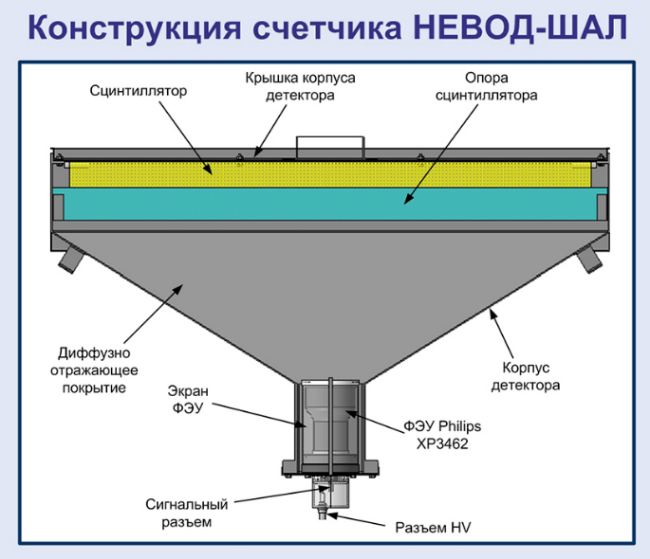 Конструкция счетчика НЕВОД-ШАЛ
Сцинтиллятор
Крышка корпуса
детектора
Опора
сцинтиллятора
Диффузно
отражающее
покрытие
Корпус
детектора
Экран
ФЭУ
ФЭУ Philips
XP3462
Сигнальный
разъем
Разъем HV